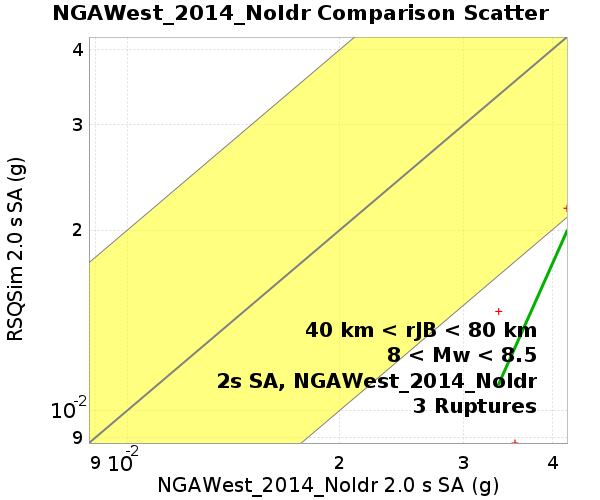 NGAWest_2014_NoIdr Comparison Scatter
4
3
2
10-2
9
RSQSim 2.0 s SA (g)
40 km < rJB < 80 km
8 < Mw < 8.5
2s SA, NGAWest_2014_NoIdr
3 Ruptures
9 10-2 2 3 4
NGAWest_2014_NoIdr 2.0 s SA (g)